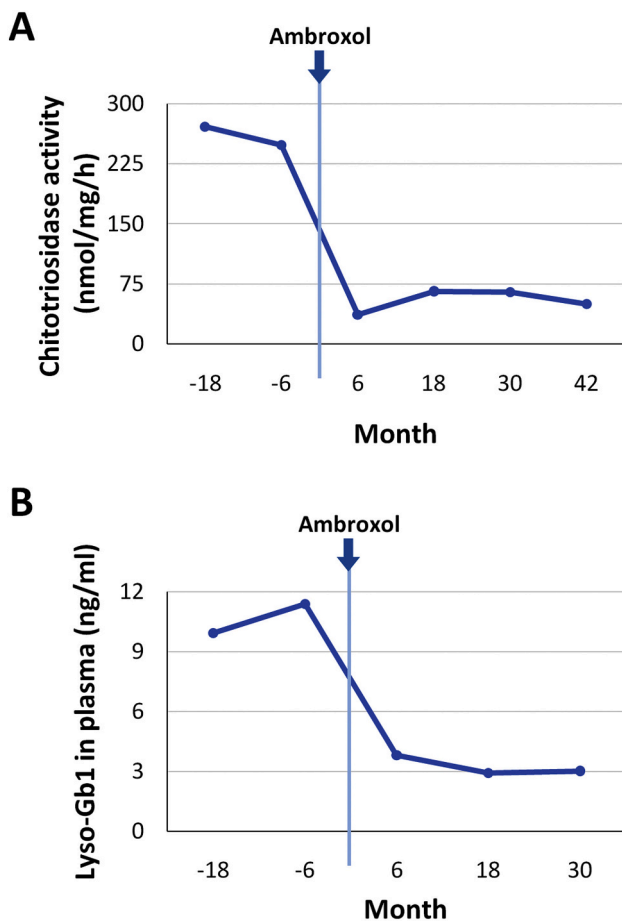 A
Ambroxol
Chitotriosidase activity
(nmol/mg/h)
300
225
150
75
0
-18 -6 6 18 30 42
Month
B
Ambroxol
Lyso-Gb1 in plasma (ng/ml)
12
9
6
3
0
-18 -6 6 18 30
Month